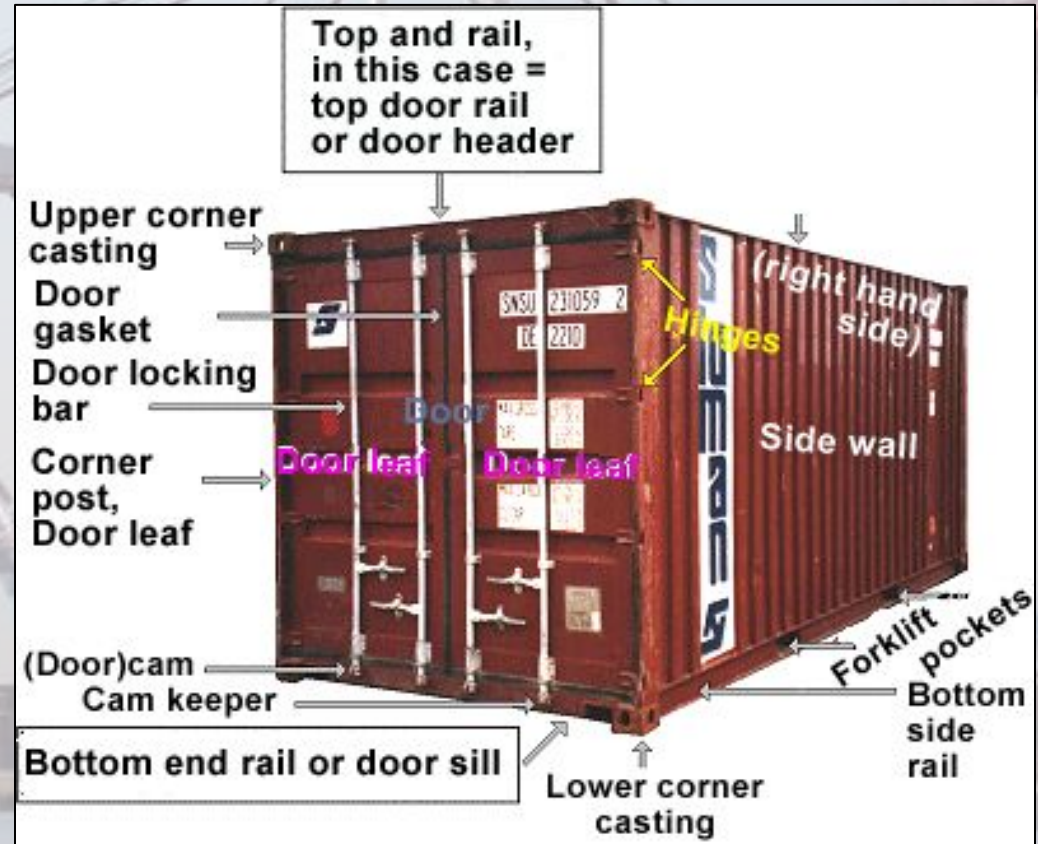 Top and rail,
in this case =
top door rail
or door header
Upper corner
casting
Door
gasket
Door locking
bar
Corner
post,
Door leaf
(Door)cam
Cam keeper
Bottom end rail or door sill
Lower corner
casting
Bottom
side
rail
Forklift
pockets
(right hand
side)
Side wall
Hinges
SNSU 231059 2
DE 2210
Door
Door leaf
Door leaf